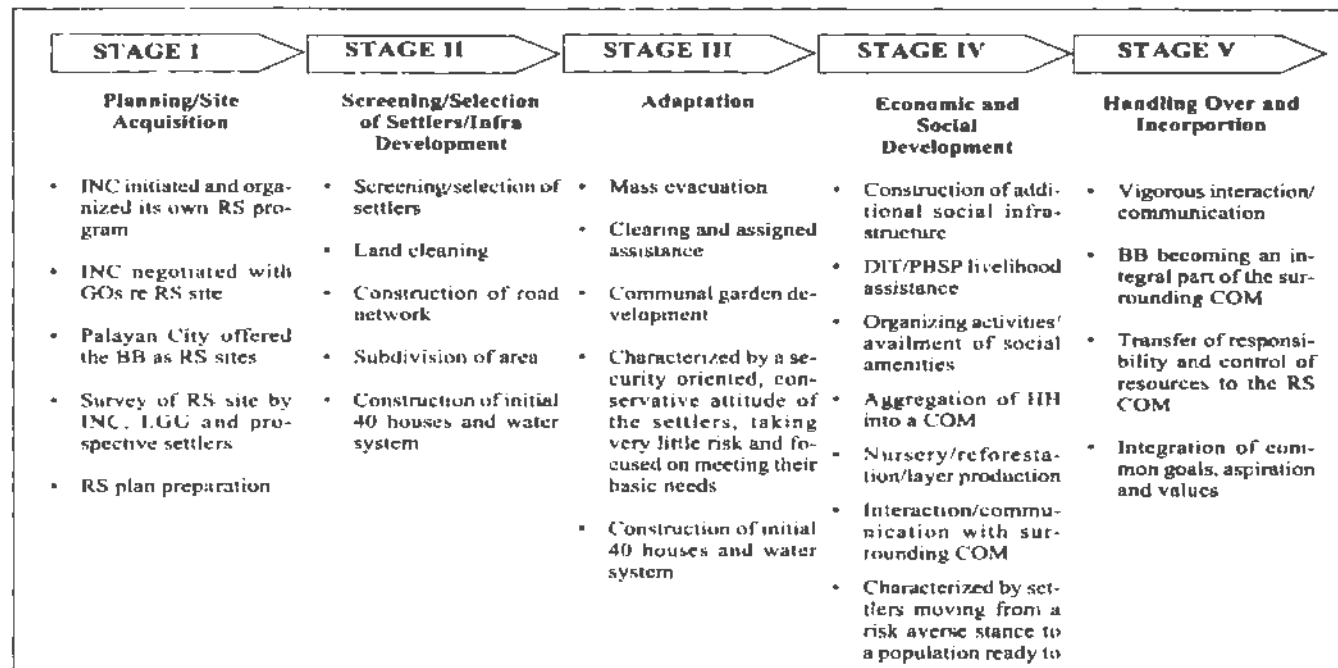 STAGE I
Planning/Site
Acquisition
• INC initiated and orga-
nized its own RS pro-
gram
• INC negotiated with
GOs re RS site
• Palayan City offered
the BB as RS sites
• Survey of RS site by
INC, LGU and pro-
spective settlers
• RS plan preparation
STAGE II
Screening/Selection
of Settlers/Infra
Development
• Screening/selection of
settlers
• Land cleaning
• Construction of road
network
• Subdivision of area
• Construction of initial
40 houses and water
system
STAGE III
Adaptation
• Mass evacuation
• Clearing and assigned
assistance
• Communal garden de-
velopment
• Characterized by a se-
curity oriented, con-
servative attitude of
the settlers, taking
very little risk and fo-
cused on meeting their
basic needs
• Construction of initial
40 houses and water
system
STAGE IV
Economic and
Social
Development
• Construction of addi-
tional social infra-
structure
• DIT/PBSP livelihood
assistance
• Organizing activities/
availment of social
amenities
• Aggregation of HH
into a COM
• Nursery/reforesta-
tion/layer production
• Interaction/commu-
nication with sur-
rounding COM
• Characterized by set-
tlers moving from a
risk averse stance to
a population ready to
STAGE V
Handling Over and
Incorportion
• Vigorous interaction/
communication
• BB becoming an in-
tegral part of the sur-
rounding COM
• Transfer of responsi-
bility and control of
resources to the RS
COM
• Integration of com-
mon goals, aspiration
and values